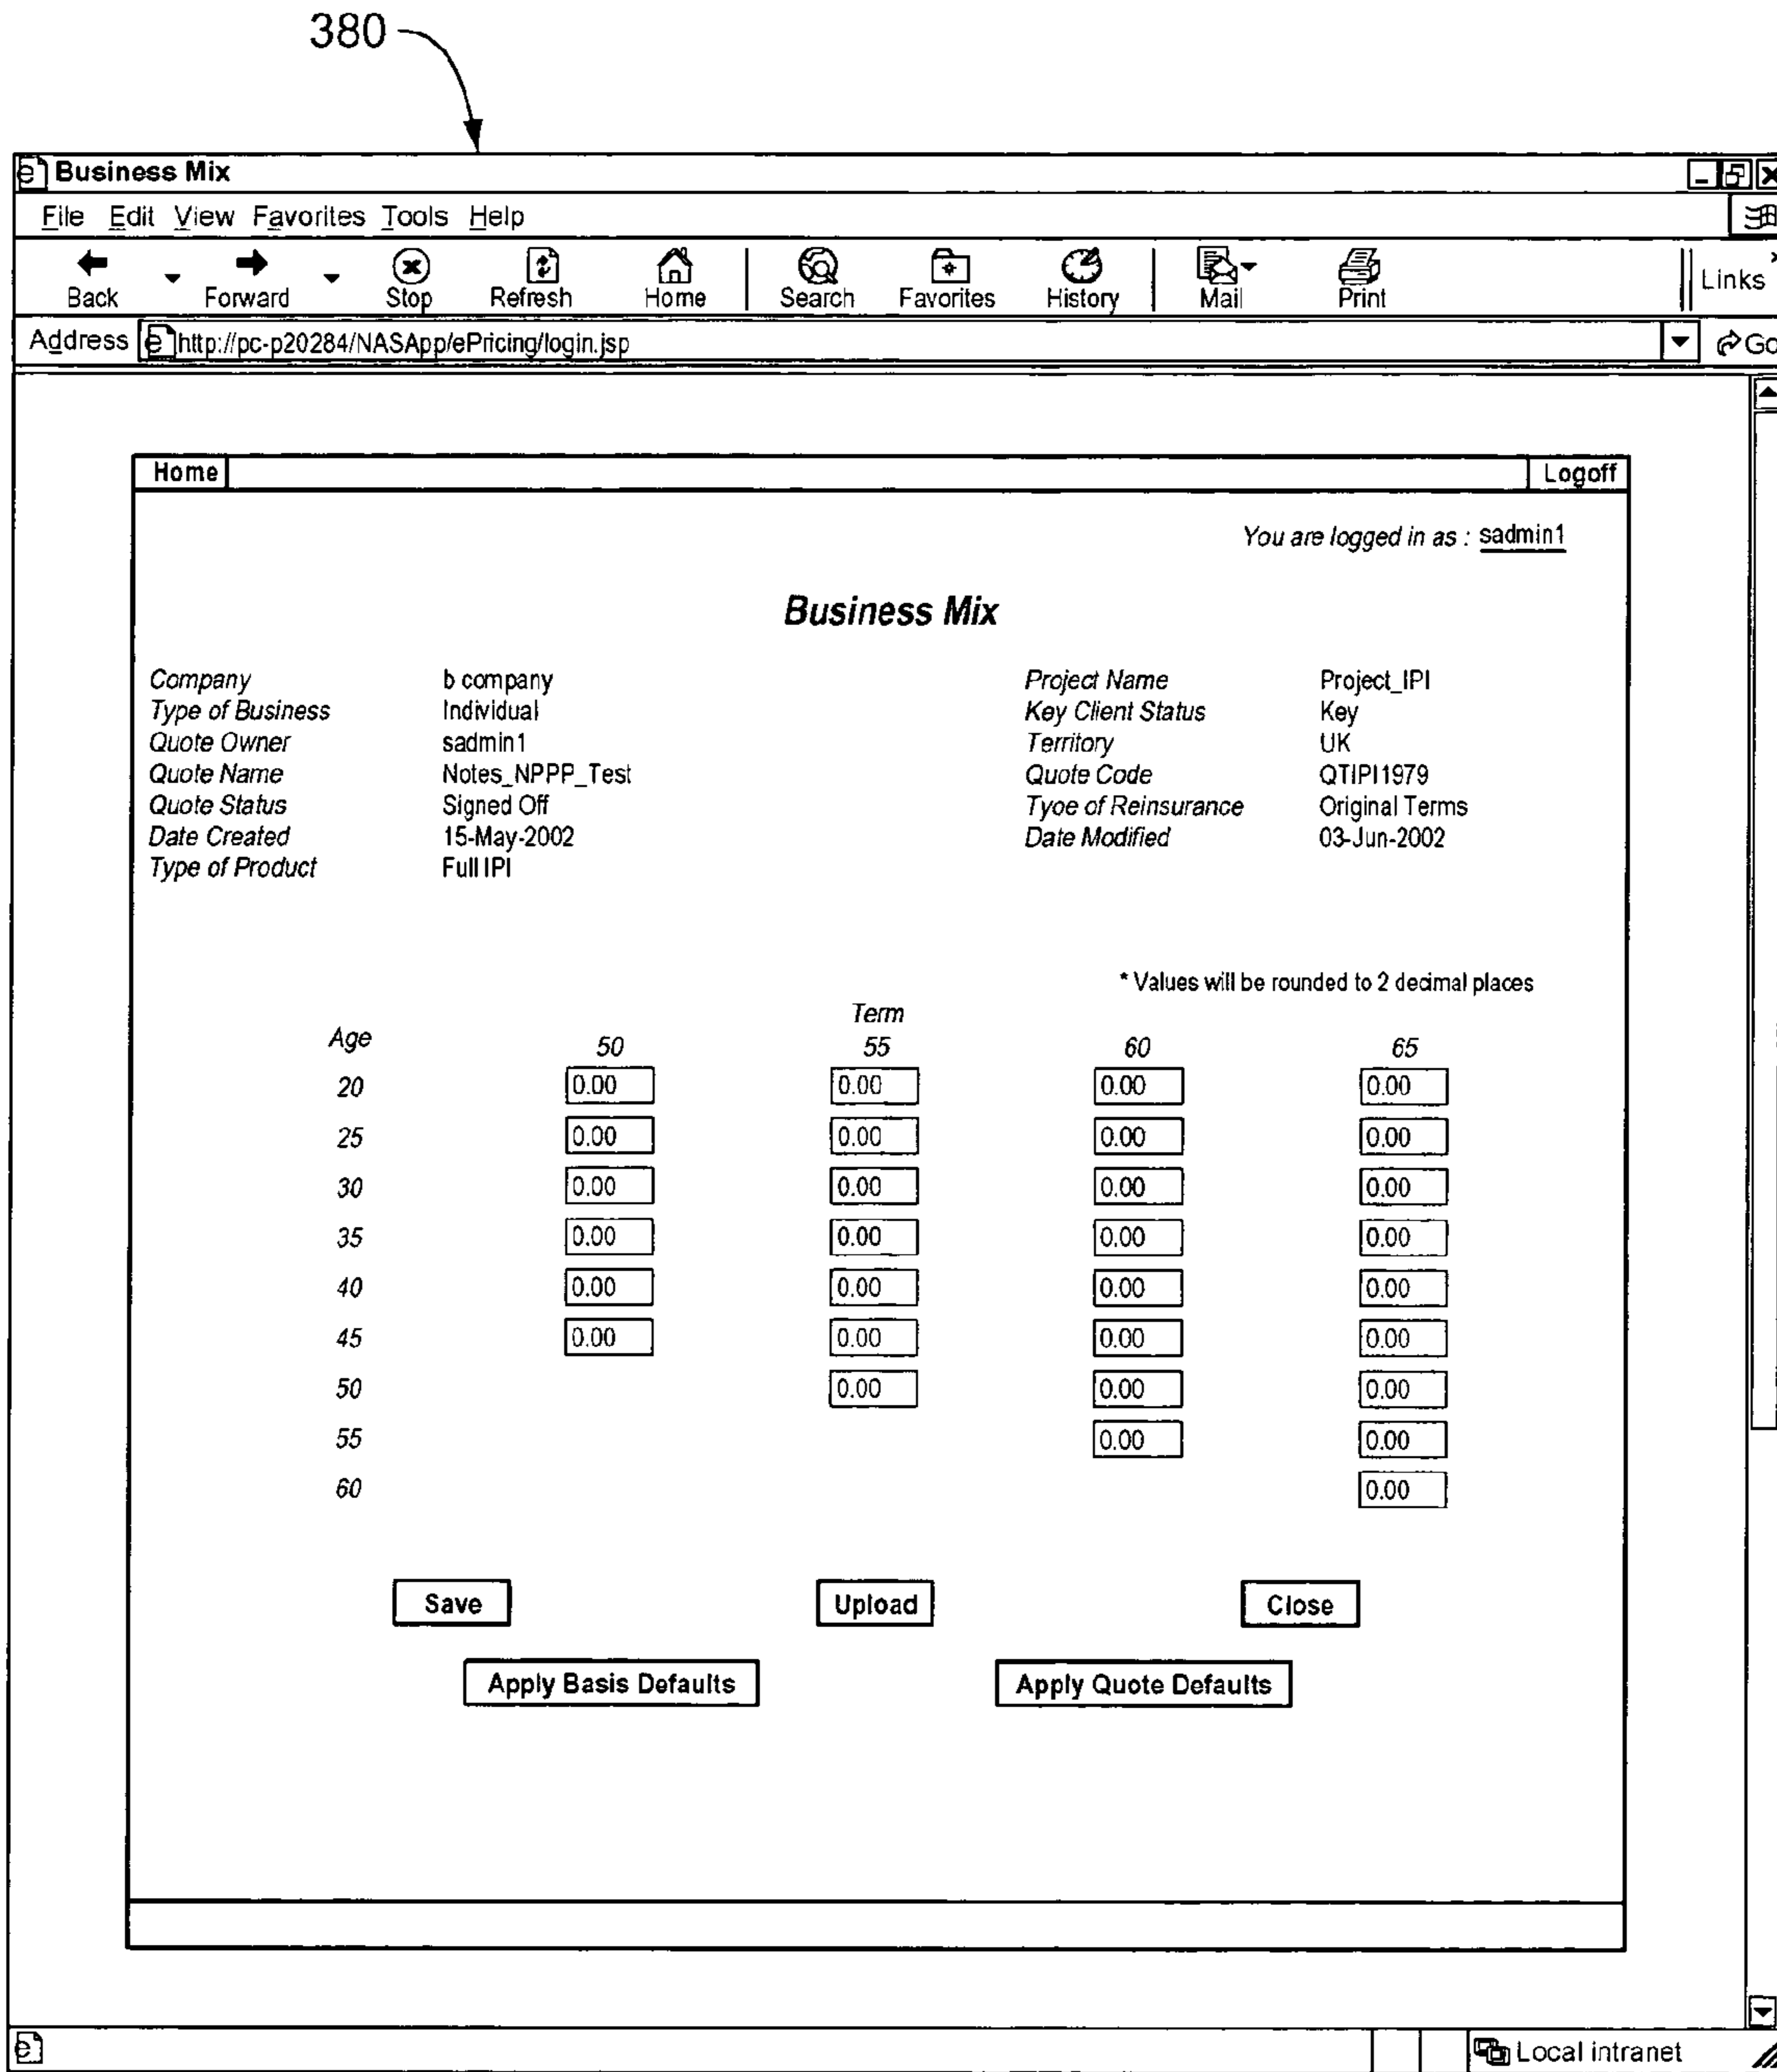 380
Business Mix
File Edit View Favorites Tools Help
Back Forward Stop Refresh Home Search Favorites History Mail Print Links
Address http://pc-p20284/NASApp/ePricing/login.jsp Go
Home Logoff
You are logged in as : sadmin1
Business Mix
Company b company Project Name Project_IPI
Type of Business Individual Key Client Status Key
Quote Owner sadmin1 Territory UK
Quote Name Notes_NPPP_Test Quote Code QTIPI1979
Quote Status Signed Off Tyoe of Reinsurance Original Terms
Date Created 15-May-2002 Date Modified 03-Jun-2002
Type of Product Full IPI
* Values will be rounded to 2 decimal places
Term
Age 50 55 60 65
20 0.00 0.00 0.00 0.00
25 0.00 0.00 0.00 0.00
30 0.00 0.00 0.00 0.00
35 0.00 0.00 0.00 0.00
40 0.00 0.00 0.00 0.00
45 0.00 0.00 0.00 0.00
50 0.00 0.00 0.00
55 0.00 0.00
60 0.00
Save Upload Close
Apply Basis Defaults Apply Quote Defaults
Local intranet